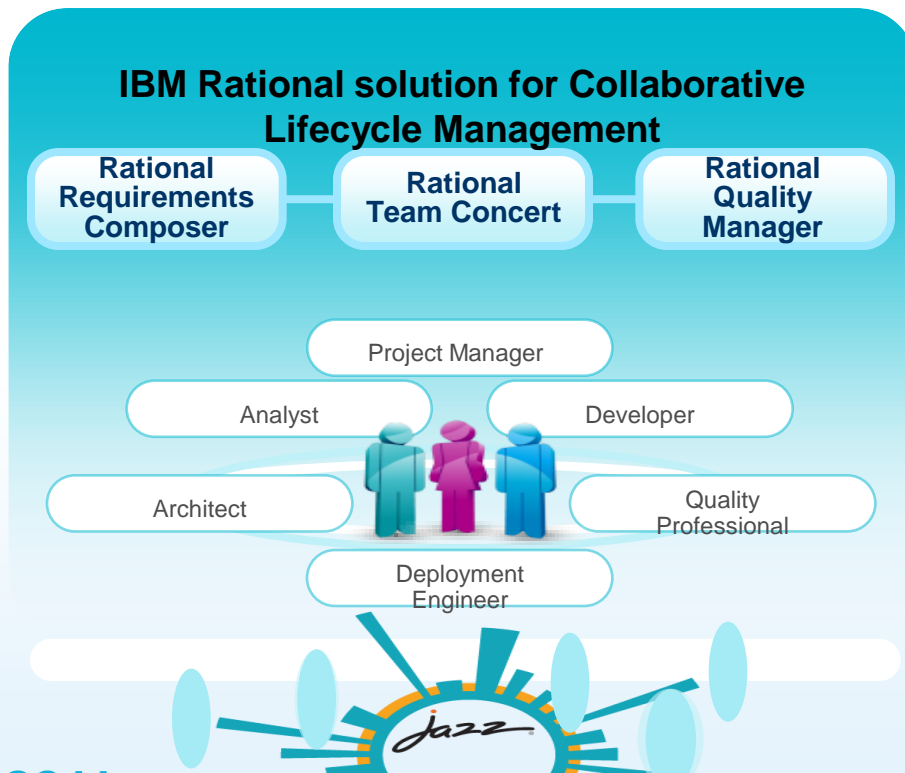 IBM Rational solution for Collaborative
Lifecycle Management
Rational
Requirements
Composer
Rational
Team Concert
Rational
Quality
Manager
Project Manager
Analyst
Developer
Architect
Quality
Professional
Deployment
Engineer
jazz